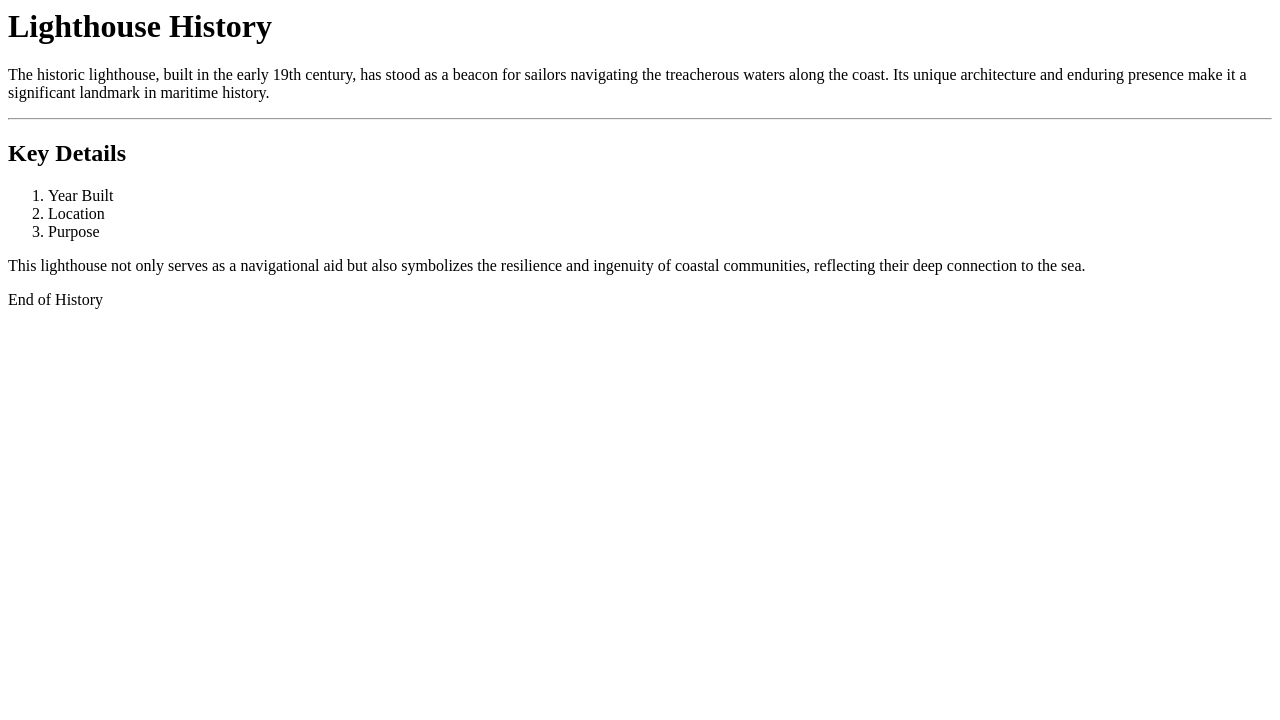 Lighthouse History
The historic lighthouse, built in the early 19th century, has stood as a beacon for sailors navigating the treacherous waters along the coast. Its unique architecture and enduring presence make it a
significant landmark in maritime history.
Key Details
1. Year Built
2. Location
3. Purpose
This lighthouse not only serves as a navigational aid but also symbolizes the resilience and ingenuity of coastal communities, reflecting their deep connection to the sea.
End of History